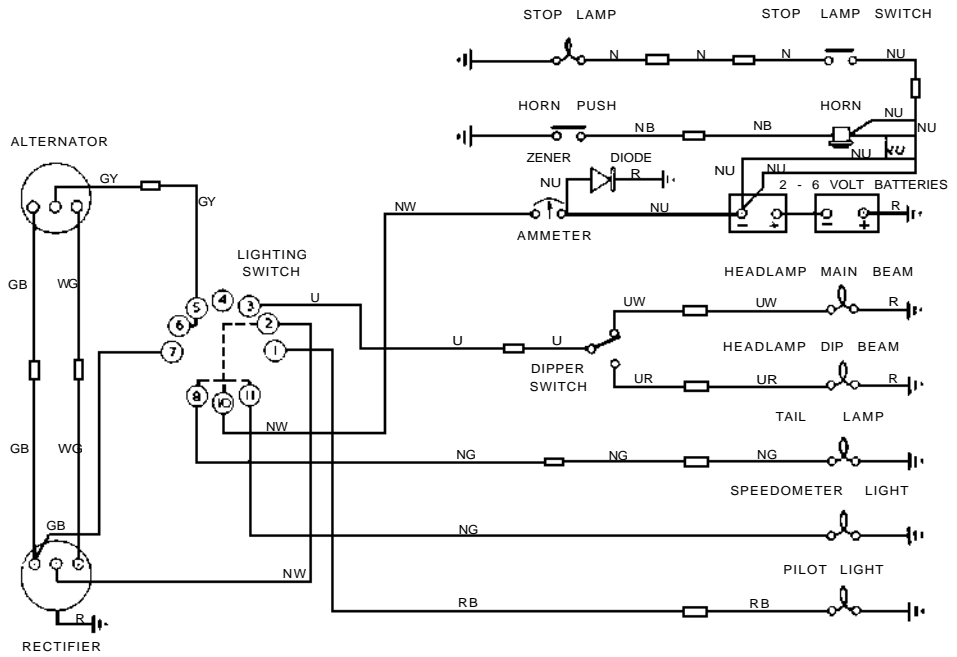 STOP LAMP
STOP LAMP SWITCH
N
N
N
NU
HORN PUSH
HORN
NU
NB
NB
NU
ALTERNATOR
NU
NU
ZENER DIODE
NU
NU
GY
NU
R
2 - 6 VOLT BATTERIES
GY
NW
NU
R
- + - +
AMMETER
LIGHTING
SWITCH
HEADLAMP MAIN BEAM
GB
WG
U
UW
UW
R
4
5
3
6
2
U
U
HEADLAMP DIP BEAM
7
1
DIPPER
SWITCH
UR
UR
R
9
10
11
TAIL LAMP
NW
GB
WG
NG
NG
NG
SPEEDOMETER LIGHT
GB
NG
NW
PILOT LIGHT
RB
RB
R
RECTIFIER